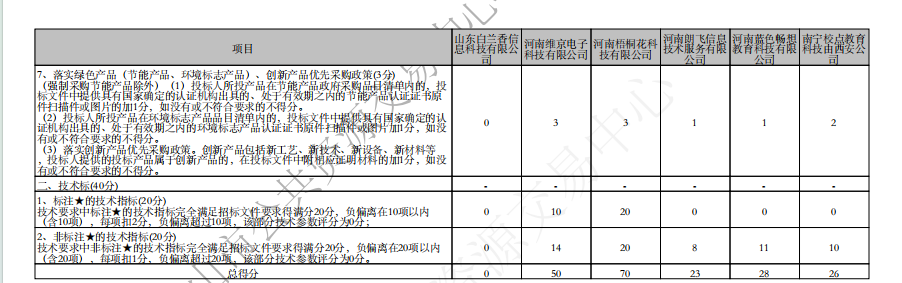 项目 山东白兰香信息科技有限公司 河南维京电子科技有限公司 河南梧桐花科技有限公司 河南朗飞信息技术服务有限公司 河南蓝色畅想教育科技有限公司 南宁校点教育科技由西安公司
7、落实绿色产品（节能产品、环境标志产品）、创新产品优先采购政策(3分)
（强制采购节能产品除外）（1）投标人所投产品在节能产品政府采购品目清单内的，投
标文件中提供具有国家确定的认证机构出具的、处于有效期之内的节能产品认证证书原
件扫描件或图片的加1分，如没有或不符合要求的不得分。
（2）投标人所投产品在环境标志产品品目清单内的，投标文件中提供具有国家确定的认
证机构出具的、处于有效期之内的环境标志产品认证证书原件扫描件或图片加1分，如没
有或不符合要求的不得分。
（3）落实创新产品优先采购政策。创新产品包括新工艺、新技术、新设备、新材料等
，投标人提供的投标产品属于创新产品的，在投标文件中附相应证明材料的加1分，如没
有或不符合要求的不得分。
0 3 3 1 1 2
二、技术标(40分) - - - - - -
1、标注★的技术指标(20分)
技术要求中标注★的技术指标完全满足招标文件要求得满分20分，负偏离在10项以内
（含10项），每项扣2分，负偏离超过10项，该部分技术参数评分为0分；
0 10 20 0 0 0
2、非标注★的技术指标(20分)
技术要求中非标注★的技术指标完全满足招标文件要求得满分20分，负偏离在20项以内
（含20项），每项扣1分，负偏离超过20项，该部分技术参数评分为0分。
0 14 20 8 11 10
总得分 0 50 70 23 28 26